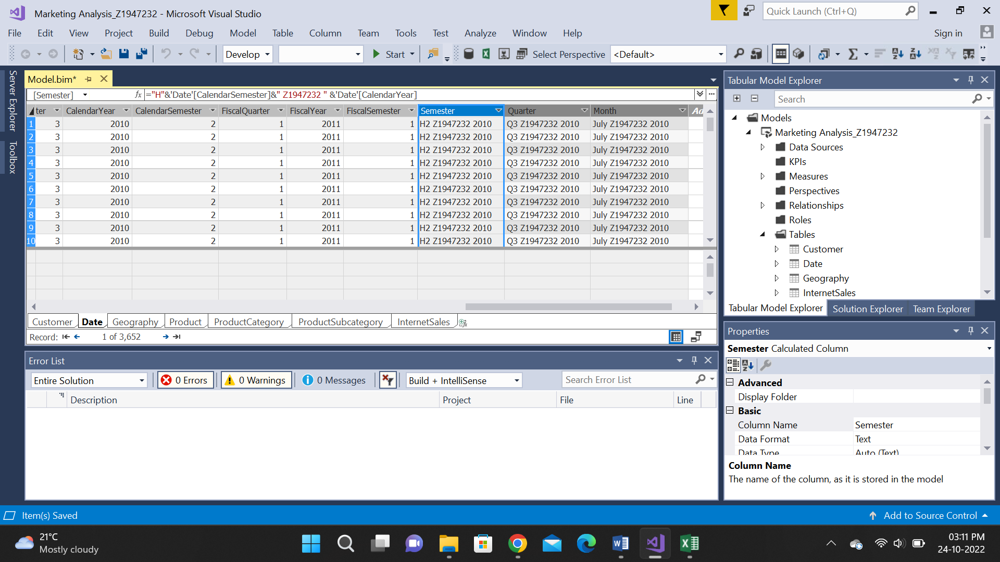 Marketing Analysis_Z1947232 - Microsoft Visual Studio
Quick Launch (Ctrl+Q)
File Edit View Project Build Debug Model Table Column Team Tools Test Analyze Window Help
Sign in
Develop Start Select Perspective <Default>
Server Explorer
Toolbox
Model.bim*
[Semester] fx ="H"&'Date'[CalendarSemester]&" Z1947232 " &'Date'[CalendarYear]
ter CalendarYear CalendarSemester FiscalQuarter FiscalYear FiscalSemester Semester Quarter Month Ad
1 3 2010 2 1 2011 1 H2 Z1947232 2010 Q3 Z1947232 2010 July Z1947232 2010
2 3 2010 2 1 2011 1 H2 Z1947232 2010 Q3 Z1947232 2010 July Z1947232 2010
3 3 2010 2 1 2011 1 H2 Z1947232 2010 Q3 Z1947232 2010 July Z1947232 2010
4 3 2010 2 1 2011 1 H2 Z1947232 2010 Q3 Z1947232 2010 July Z1947232 2010
5 3 2010 2 1 2011 1 H2 Z1947232 2010 Q3 Z1947232 2010 July Z1947232 2010
6 3 2010 2 1 2011 1 H2 Z1947232 2010 Q3 Z1947232 2010 July Z1947232 2010
7 3 2010 2 1 2011 1 H2 Z1947232 2010 Q3 Z1947232 2010 July Z1947232 2010
8 3 2010 2 1 2011 1 H2 Z1947232 2010 Q3 Z1947232 2010 July Z1947232 2010
9 3 2010 2 1 2011 1 H2 Z1947232 2010 Q3 Z1947232 2010 July Z1947232 2010
10 3 2010 2 1 2011 1 H2 Z1947232 2010 Q3 Z1947232 2010 July Z1947232 2010
Customer Date Geography Product ProductCategory ProductSubcategory InternetSales
Record: 1 of 3,652
Error List
Entire Solution 0 Errors 0 Warnings 0 Messages Build + IntelliSense Search Error List
Description Project File Line
Tabular Model Explorer
Search
Models
Marketing Analysis_Z1947232
Data Sources
KPIs
Measures
Perspectives
Relationships
Roles
Tables
Customer
Date
Geography
InternetSales
Tabular Model Explorer Solution Explorer Team Explorer
Properties
Semester Calculated Column
Advanced
Display Folder
Basic
Column Name Semester
Data Format Text
Data Type Auto (Text)
Column Name
The name of the column, as it is stored in the model
Item(s) Saved
Add to Source Control
21°C
Mostly cloudy
03:11 PM
24-10-2022